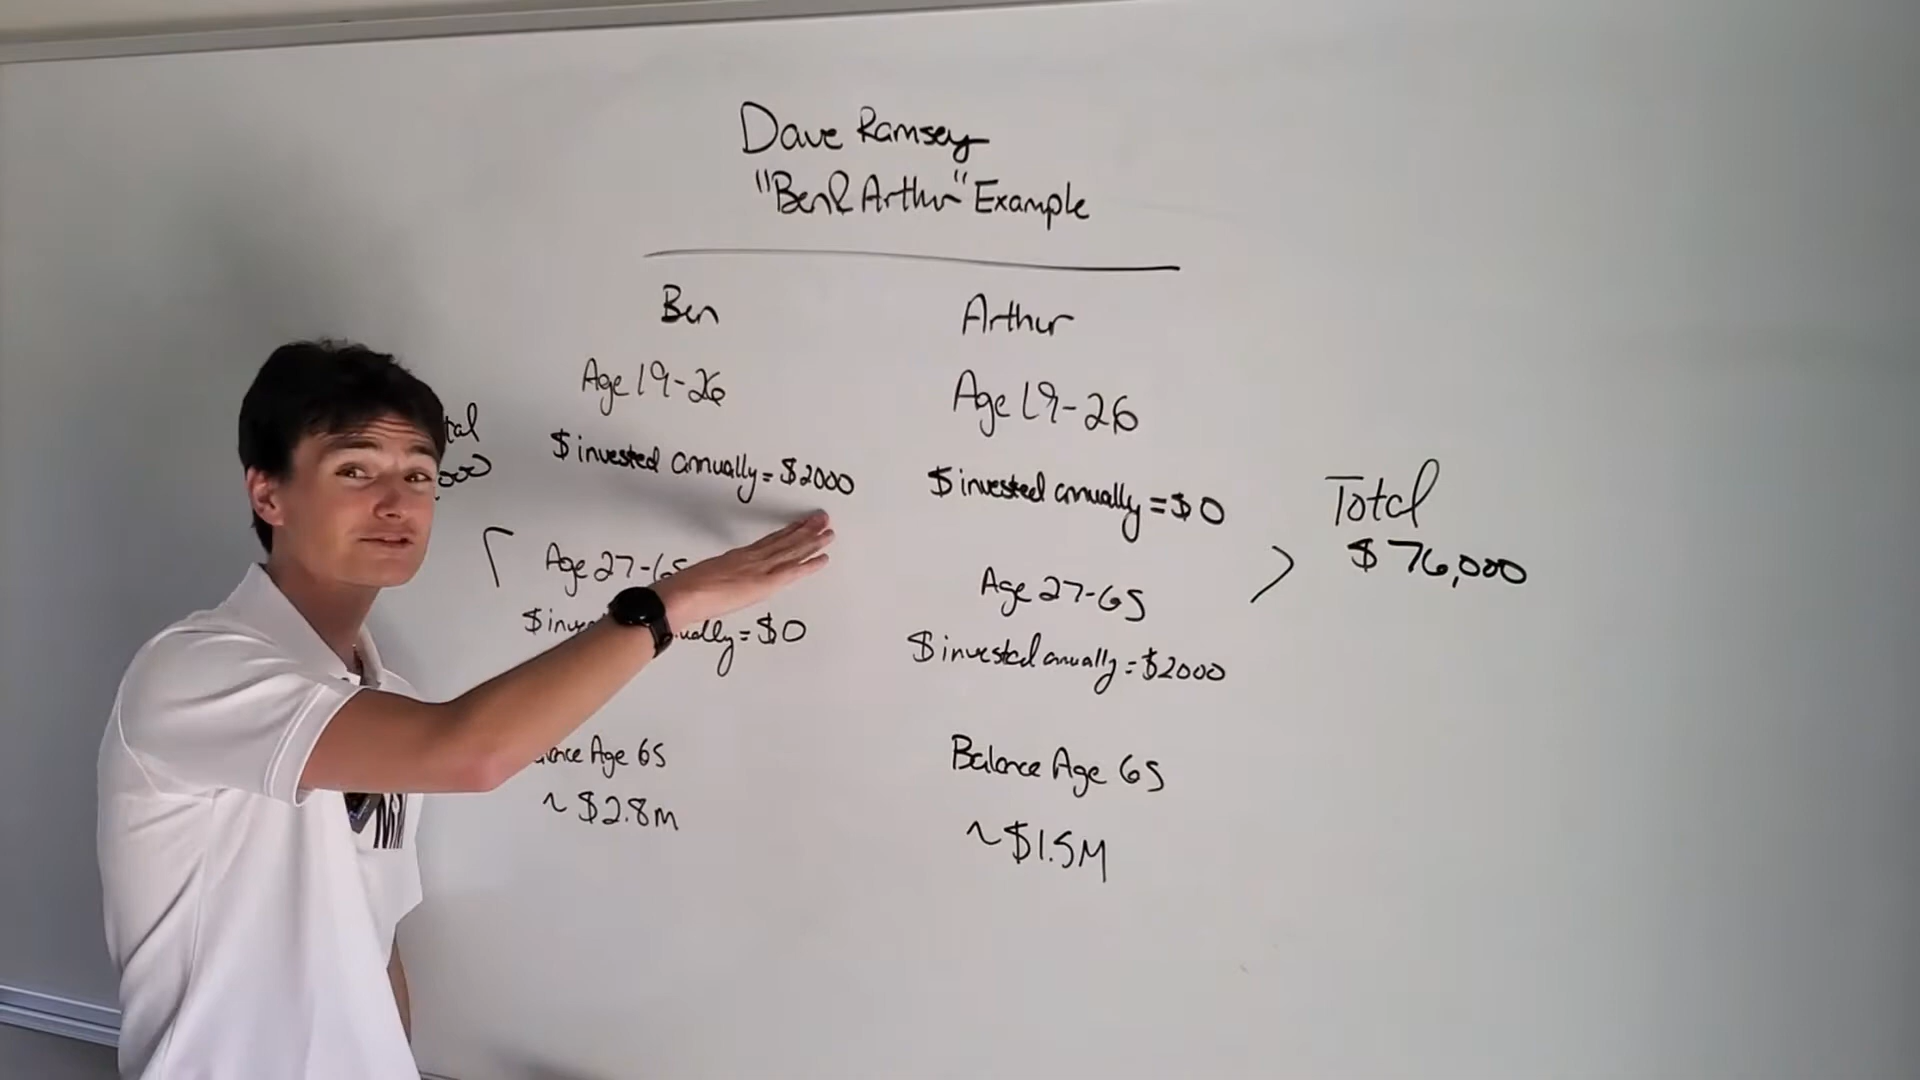 Dave Ramsey
"Ben & Arthur" Example
Ben
Age 19-26
$ invested annually = $2000
Age 27-65
ually = $0
Age 65
~ $2.8M
Arthur
Age 19-26
$ invested annually = $0
Age 27-65
$ invested annually = $2000
Balance Age 65
~ $1.5M
Total
$76,000